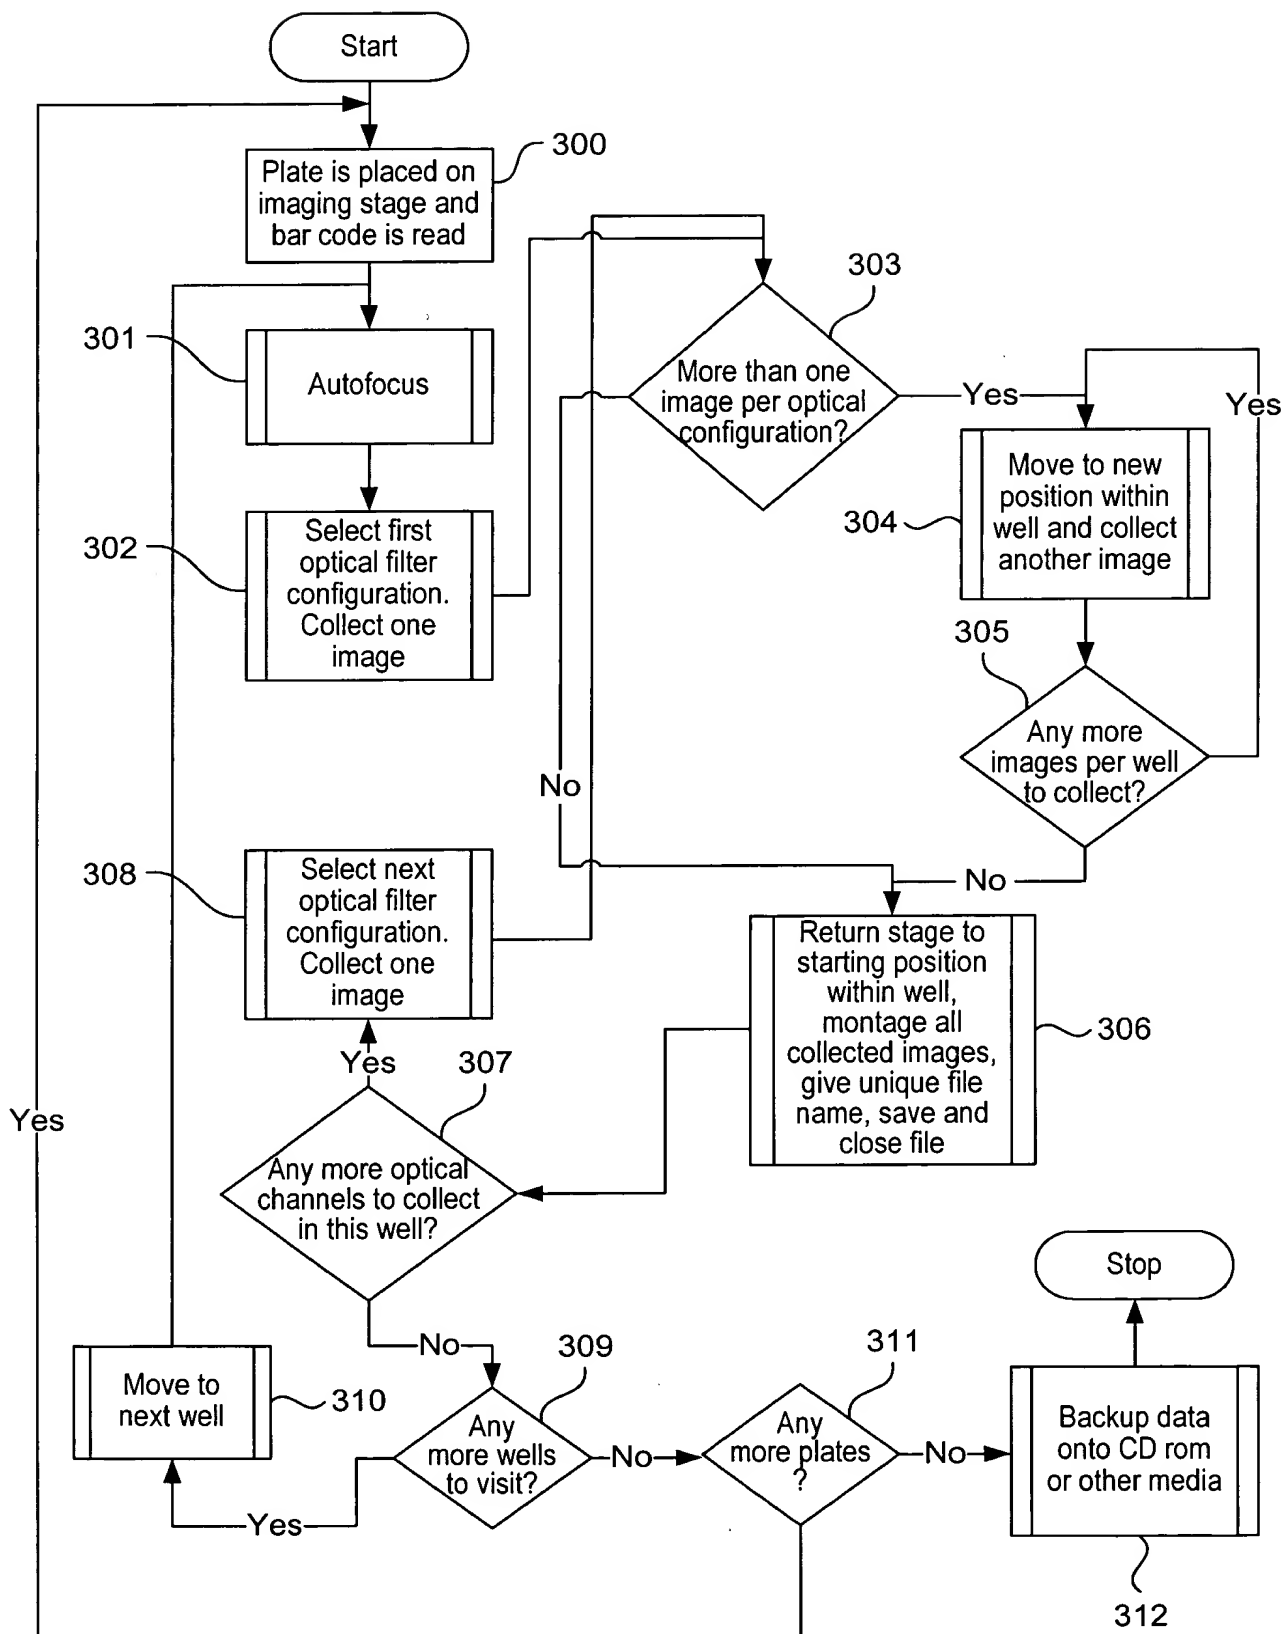 Start
300
Plate is placed on
imaging stage and
bar code is read
301
Autofocus
302
Select first
optical filter
configuration.
Collect one
image
303
More than one
image per optical
configuration?
Yes
Yes
304
Move to new
position within
well and collect
another image
305
Any more
images per well
to collect?
No
No
308
Select next
optical filter
configuration.
Collect one
image
306
Return stage to
starting position
within well,
montage all
collected images,
give unique file
name, save and
close file
Yes
307
Any more optical
channels to collect
in this well?
Yes
No
310
Move to
next well
309
Any
more wells
to visit?
Yes
No
311
Any
more plates
?
No
Stop
Backup data
onto CD rom
or other media
312